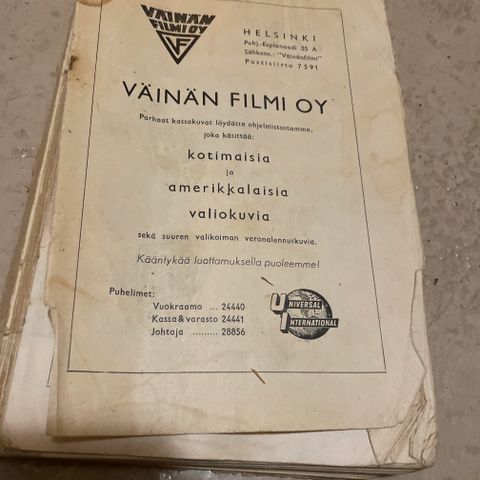 VÄINÄN
FILMI OY
VF
HELSINKI
Pohj.-Esplanaadi 35 A
Sähkeos.: "Väinänfilmi"
Postisiirto 7591
VÄINÄN FILMI OY
Parhaat kassakuvat löydätte ohjelmistostamme,
joka käsittää:
kotimaisia
ja
amerikkalaisia
valiokuvia
sekä suuren valikoiman veronalennuskuvia.
Kääntykää luottamuksella puoleemme!
Puhelimet:
Vuokraamo ... 24440
Kassa & varasto 24441
Johtaja ......... 28856
UNIVERSAL
INTERNATIONAL